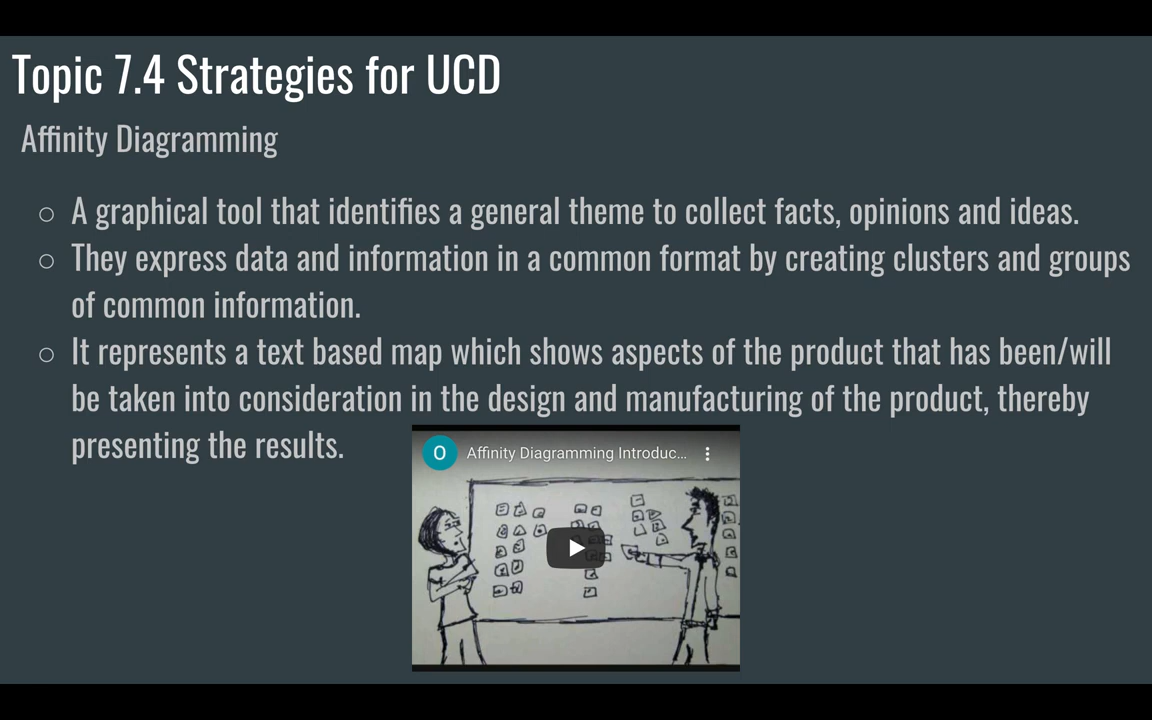 Topic 7.4 Strategies for UCD
Affinity Diagramming
○ A graphical tool that identifies a general theme to collect facts, opinions and ideas.
○ They express data and information in a common format by creating clusters and groups
of common information.
○ It represents a text based map which shows aspects of the product that has been/will
be taken into consideration in the design and manufacturing of the product, thereby
presenting the results.
O Affinity Diagramming Introduc...